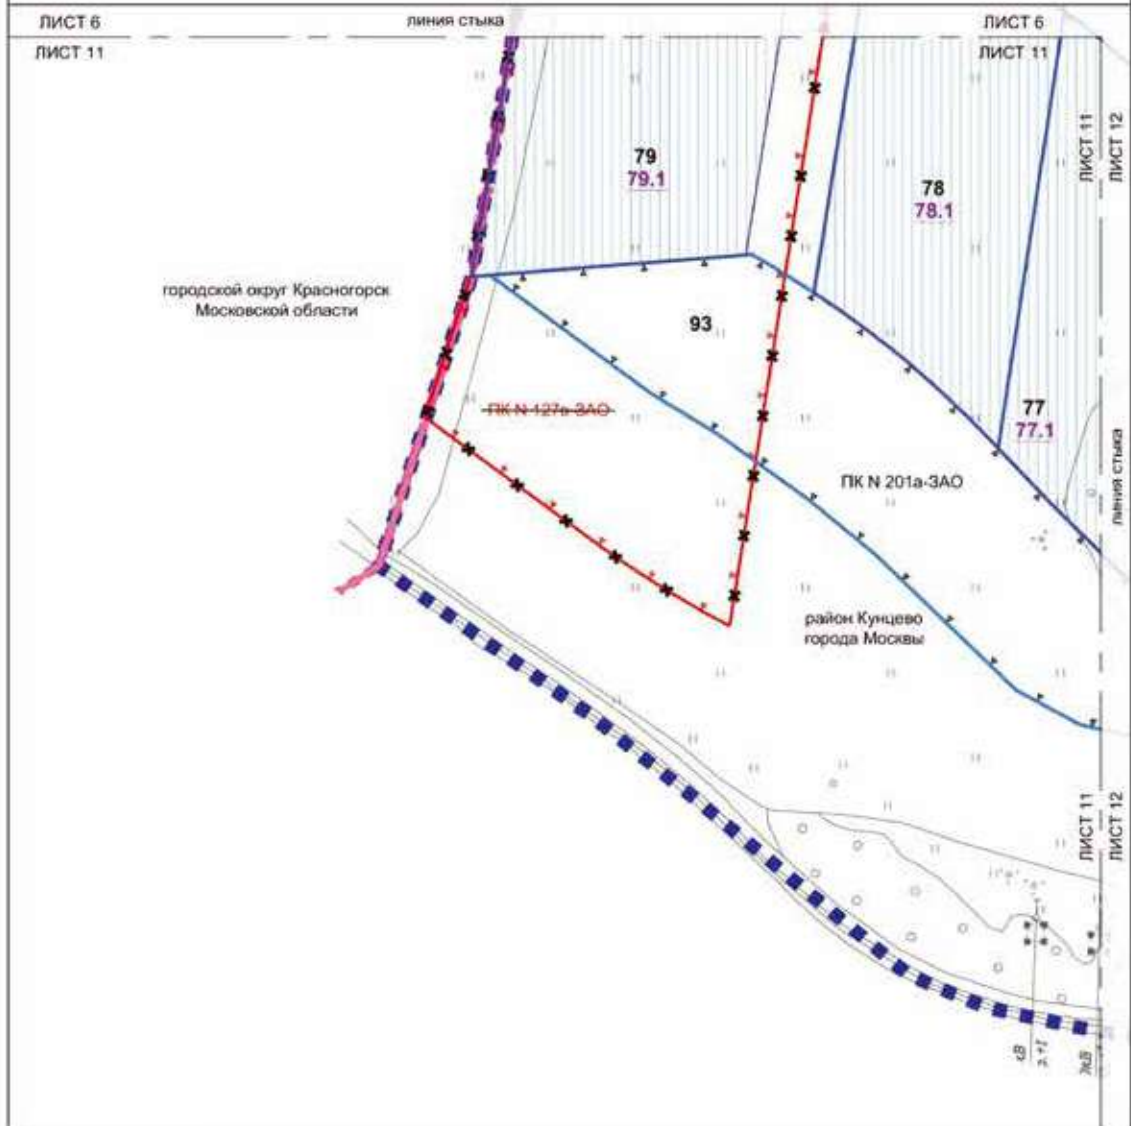 ЛИСТ 6
линия стыка
ЛИСТ 6
ЛИСТ 11
ЛИСТ 11
ЛИСТ 11
ЛИСТ 12
79
79.1
78
78.1
городской округ Красногорск
Московской области
93
ПК N 127а-ЗАО
77
77.1
линия стыка
ПК N 201а-ЗАО
район Кунцево
города Москвы
ЛИСТ 11
ЛИСТ 12